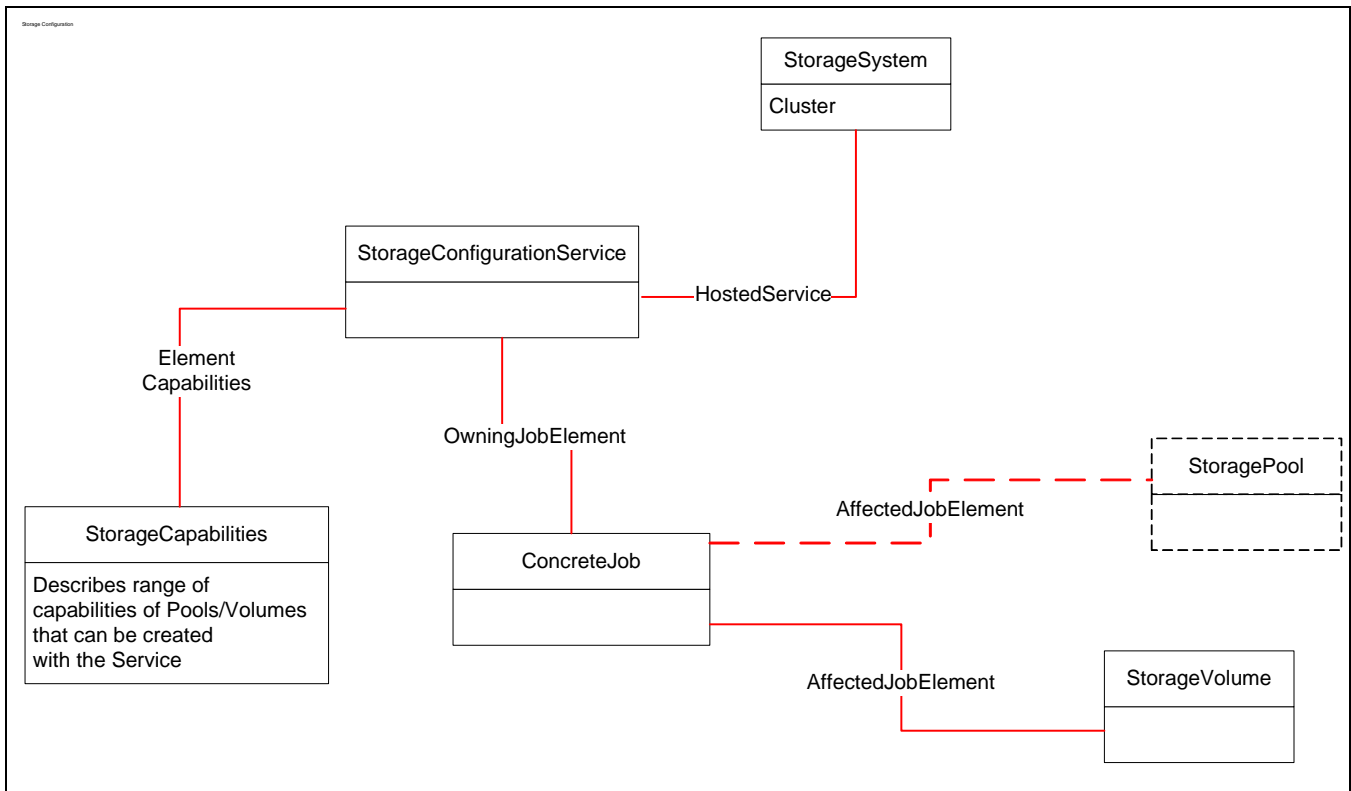 Storage Configuration
StorageSystem
Cluster
StorageConfigurationService
HostedService
Element
Capabilities
OwningJobElement
StoragePool
AffectedJobElement
StorageCapabilities
ConcreteJob
Describes range of
capabilities of Pools/Volumes
that can be created
with the Service
AffectedJobElement
StorageVolume